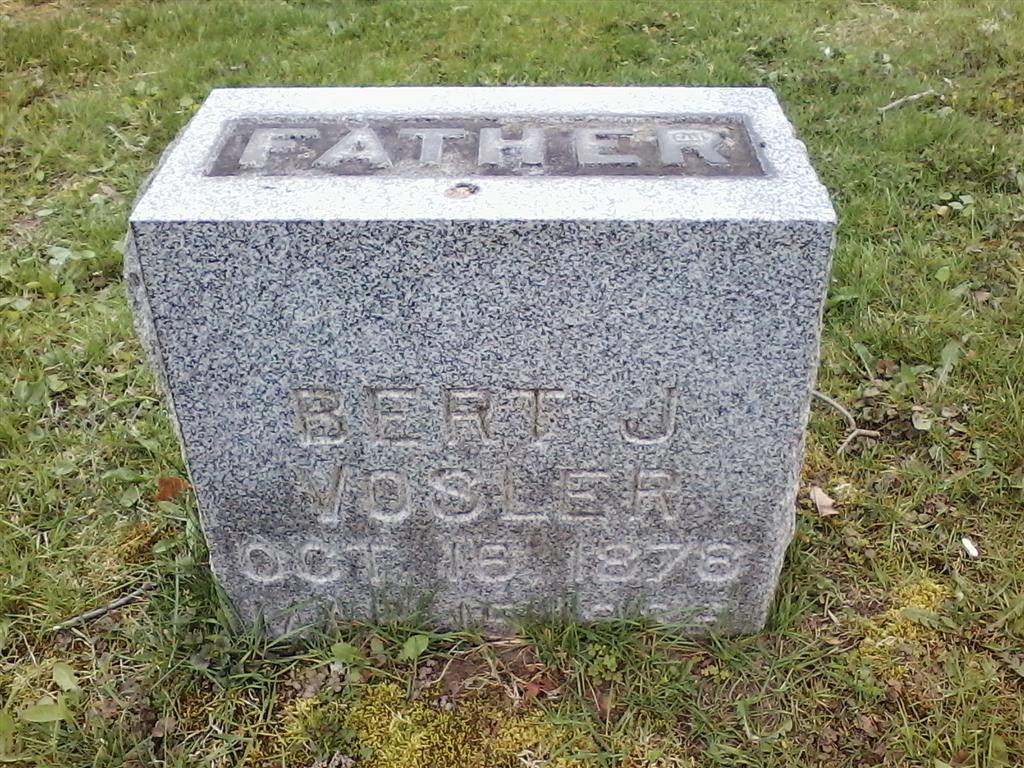 FATHER
BERT J
VOSLER
OCT. 18, 1878